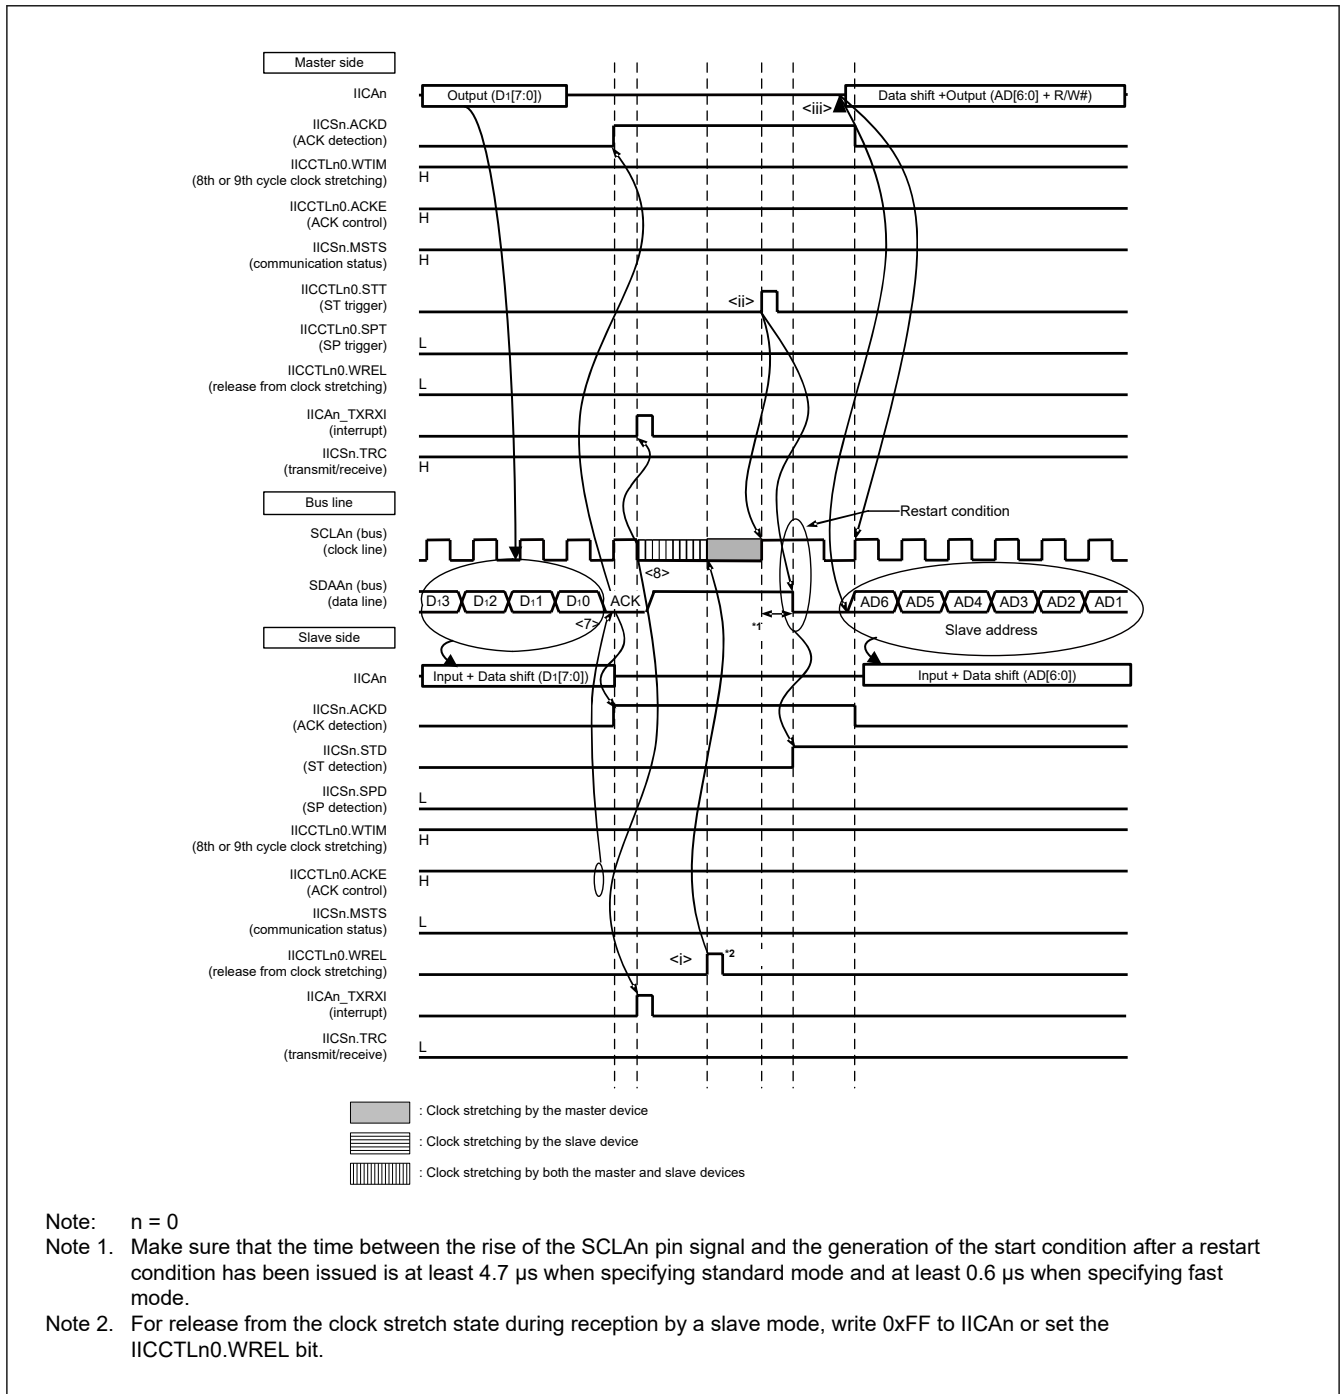 Master side
IICAn
Output (D1[7:0])
Data shift +Output (AD[6:0] + R/W#)
<iii>
IICSn.ACKD
(ACK detection)
IICCTLn0.WTIM
(8th or 9th cycle clock stretching)
H
IICCTLn0.ACKE
(ACK control)
H
IICSn.MSTS
(communication status)
H
IICCTLn0.STT
(ST trigger)
<ii>
IICCTLn0.SPT
(SP trigger)
L
IICCTLn0.WREL
(release from clock stretching)
L
IICAn_TXRXI
(interrupt)
IICSn.TRC
(transmit/receive)
H
Bus line
Restart condition
SCLAn (bus)
(clock line)
<8>
SDAAn (bus)
(data line)
D13 D12 D11 D10 ACK AD6 AD5 AD4 AD3 AD2 AD1
<7>
*1
Slave address
Slave side
IICAn
Input + Data shift (D1[7:0])
Input + Data shift (AD[6:0])
IICSn.ACKD
(ACK detection)
IICSn.STD
(ST detection)
IICSn.SPD
(SP detection)
L
IICCTLn0.WTIM
(8th or 9th cycle clock stretching)
H
IICCTLn0.ACKE
(ACK control)
H
IICSn.MSTS
(communication status)
L
IICCTLn0.WREL
(release from clock stretching)
<i>
*2
IICAn_TXRXI
(interrupt)
IICSn.TRC
(transmit/receive)
L
: Clock stretching by the master device
: Clock stretching by the slave device
: Clock stretching by both the master and slave devices
Note: n = 0
Note 1. Make sure that the time between the rise of the SCLAn pin signal and the generation of the start condition after a restart
condition has been issued is at least 4.7 μs when specifying standard mode and at least 0.6 μs when specifying fast
mode.
Note 2. For release from the clock stretch state during reception by a slave mode, write 0xFF to IICAn or set the
IICCTLn0.WREL bit.